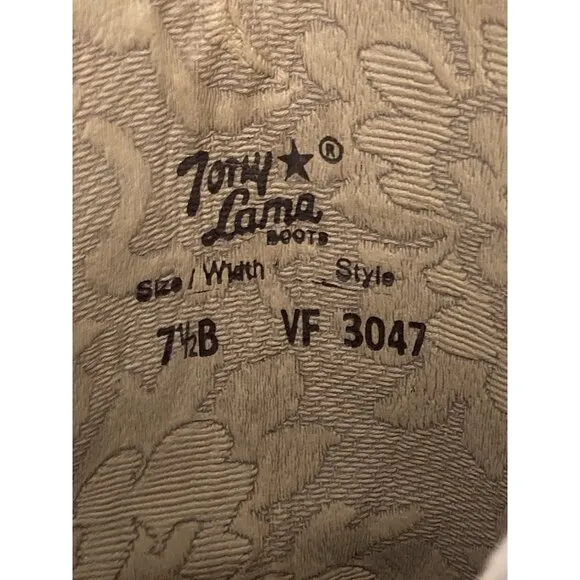 Tony ★®
Lama
BOOTS
Size / Width Style
7½B VF 3047